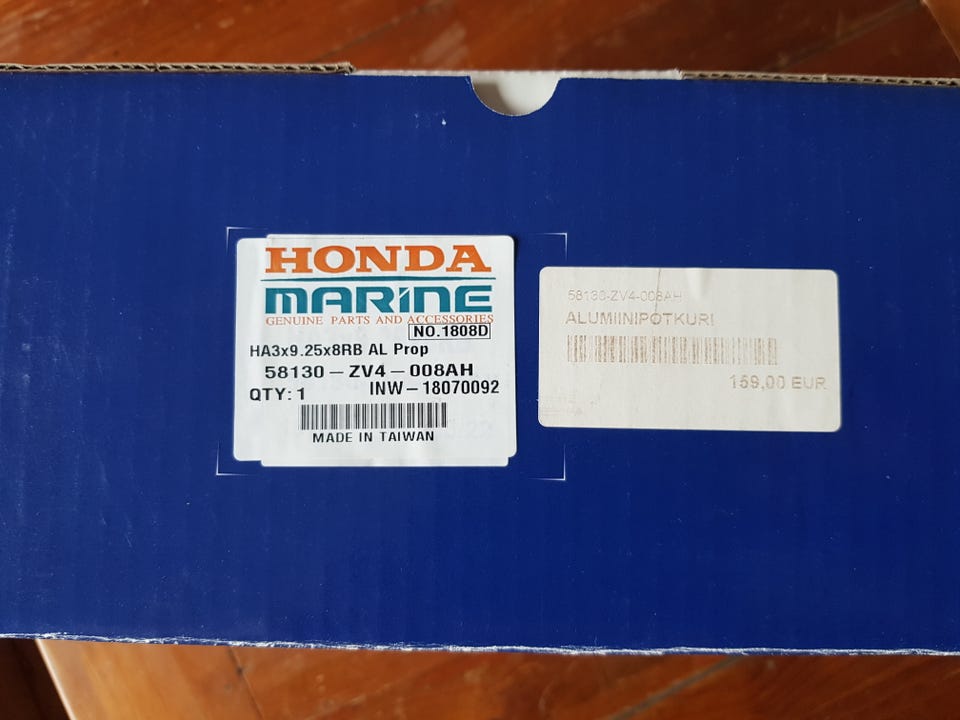 HONDA
MARINE
GENUINE PARTS AND ACCESSORIES
NO.1808D
HA3x9.25x8RB AL Prop
58130-ZV4-008AH
QTY: 1 INW-18070092
MADE IN TAIWAN
58130-ZV4-008AH
ALUMIINIPOTKURI
159,00 EUR